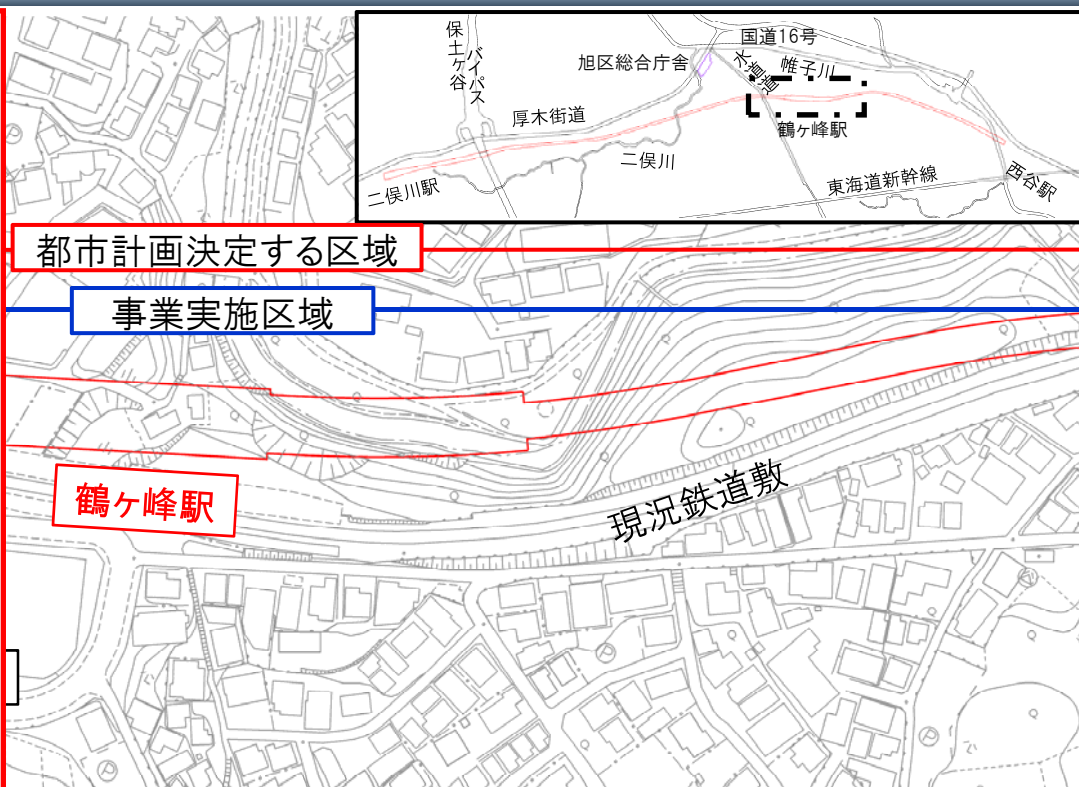 国道16号
保土ヶ谷
バイパス
旭区総合庁舎
水道道
帷子川
厚木街道
鶴ヶ峰駅
二俣川
二俣川駅
東海道新幹線
西谷駅
都市計画決定する区域
事業実施区域
鶴ヶ峰駅
現況鉄道敷